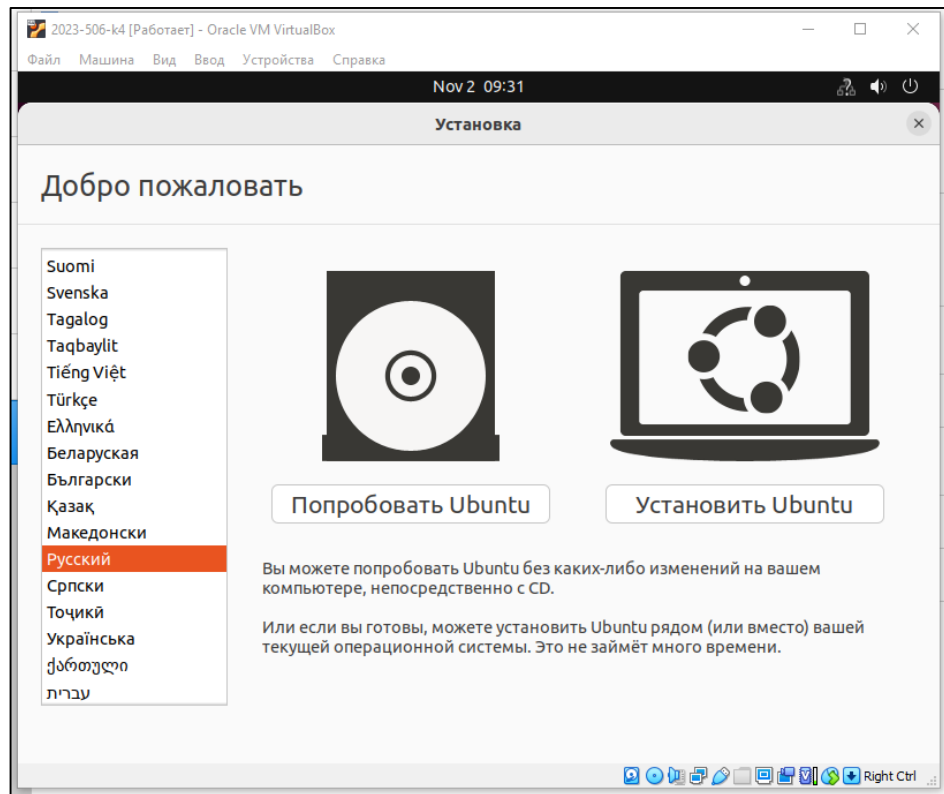 2023-506-k4 [Работает] - Oracle VM VirtualBox
Файл Машина Вид Ввод Устройства Справка
Nov 2 09:31
Установка
Добро пожаловать
Suomi
Svenska
Tagalog
Taqbaylit
Tiếng Việt
Türkçe
Ελληνικά
Беларуская
Български
Қазақ
Македонски
Русский
Српски
Тоҷикӣ
Українська
ქართული
עברית
Попробовать Ubuntu
Установить Ubuntu
Вы можете попробовать Ubuntu без каких-либо изменений на вашем
компьютере, непосредственно с CD.
Или если вы готовы, можете установить Ubuntu рядом (или вместо) вашей
текущей операционной системы. Это не займёт много времени.
Right Ctrl